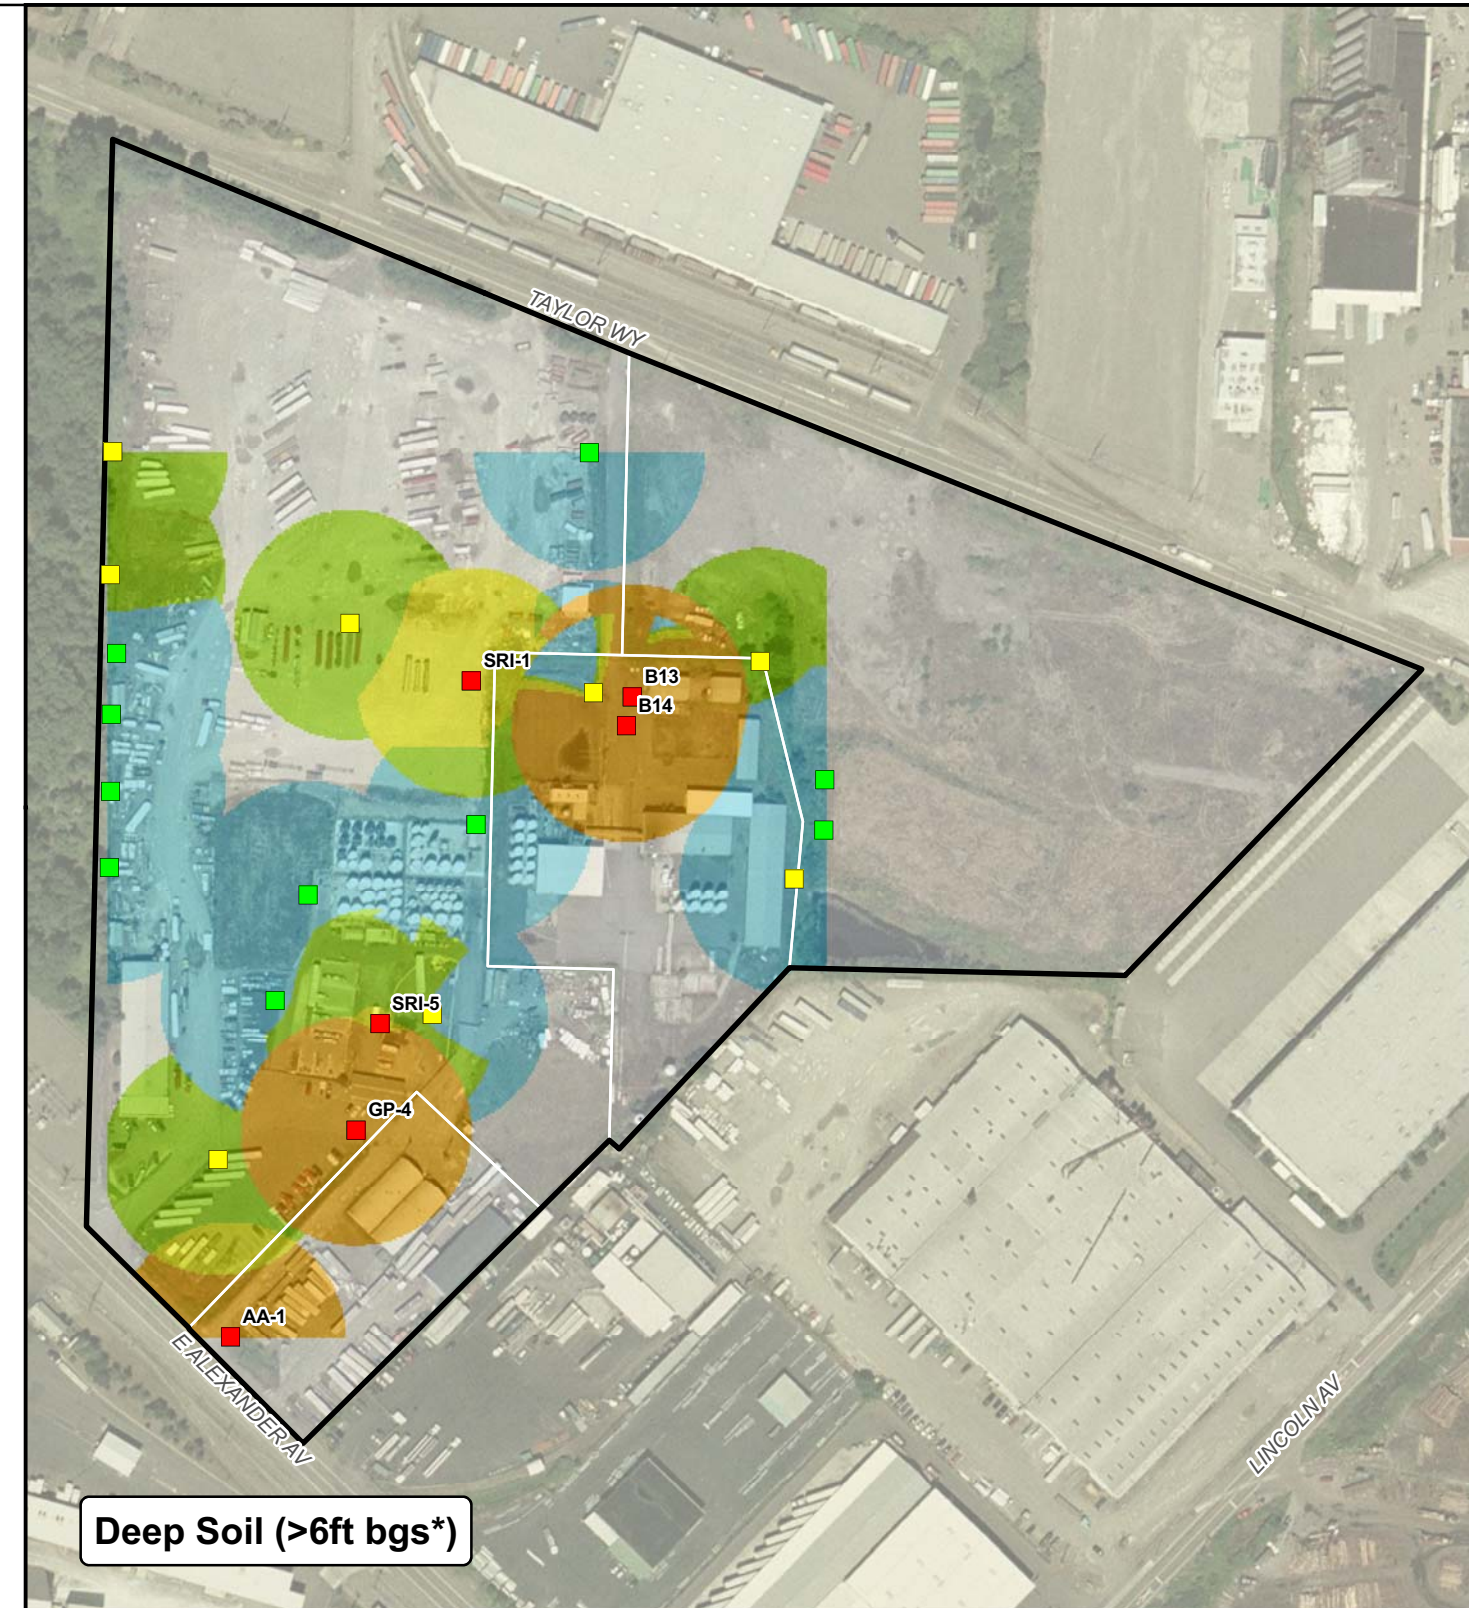 TAYLOR WY
SRI-1
B13
B14
SRI-5
GP-4
AA-1
E ALEXANDER AV
LINCOLN AV
Deep Soil (>6ft bgs*)